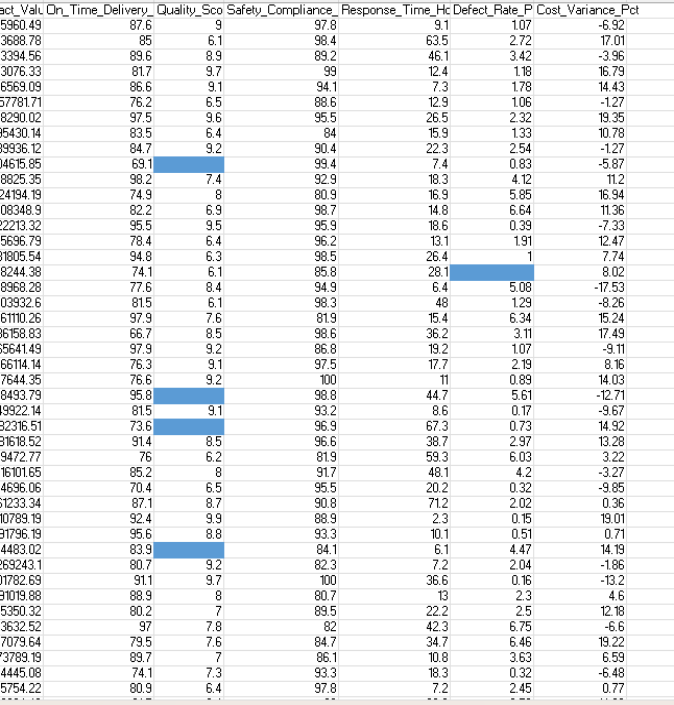 act_Valu On_Time_Delivery_ Quality_Sco Safety_Compliance_ Response_Time_Ho Defect_Rate_P Cost_Variance_Pct
5960.49 87.6 9 97.8 9.1 1.07 -6.92
3688.78 85 6.1 98.4 63.5 2.72 17.01
3394.56 89.6 8.9 89.2 46.1 3.42 -3.96
3076.33 81.7 9.7 99 12.4 1.18 16.79
6569.09 86.6 9.1 94.1 7.3 1.78 14.43
57781.71 76.2 6.5 88.6 12.9 1.06 -1.27
8290.02 97.5 9.6 95.5 26.5 2.32 19.35
95430.14 83.5 6.4 84 15.9 1.33 10.78
39936.12 84.7 9.2 90.4 22.3 2.54 -1.27
04615.85 69.1 99.4 7.4 0.83 -5.87
8825.35 98.2 7.4 92.9 18.3 4.12 11.2
24194.19 74.9 8 80.9 16.9 5.85 16.94
08348.9 82.2 6.9 98.7 14.8 6.64 11.36
22213.32 95.5 9.5 95.9 18.6 0.39 -7.33
5696.79 78.4 6.4 96.2 13.1 1.91 12.47
31805.54 94.8 6.3 98.5 26.4 1 7.74
8244.38 74.1 6.1 85.8 28.1 8.02
8968.28 77.6 8.4 94.9 6.4 5.08 -17.53
03932.6 81.5 6.1 98.3 48 1.29 -8.26
61110.26 97.9 7.6 81.9 15.4 6.34 15.24
36158.83 66.7 8.5 98.6 36.2 3.11 17.49
65641.49 97.9 9.2 86.8 19.2 1.07 -9.11
66114.14 76.3 9.1 97.5 17.7 2.19 8.16
7644.35 76.6 9.2 100 11 0.89 14.03
8493.79 95.8 98.8 44.7 5.61 -12.71
49922.14 81.5 9.1 93.2 8.6 0.17 -9.67
82316.51 73.6 96.9 67.3 0.73 14.92
81618.52 91.4 8.5 96.6 38.7 2.97 13.28
9472.77 76 6.2 81.9 59.3 6.03 3.22
16101.65 85.2 8 91.7 48.1 4.2 -3.27
4696.06 70.4 6.5 95.5 20.2 0.32 -9.85
61233.34 87.1 8.7 90.8 71.2 2.02 0.36
10789.19 92.4 9.9 88.9 2.3 0.15 19.01
91796.19 95.6 8.8 93.3 10.1 0.51 0.71
4483.02 83.9 84.1 6.1 4.47 14.19
269243.1 80.7 9.2 82.3 7.2 2.04 -1.86
01782.69 91.1 9.7 100 36.6 0.16 -13.2
91019.88 88.9 8 80.7 13 2.3 4.6
5350.32 80.2 7 89.5 22.2 2.5 12.18
3632.52 97 7.8 82 42.3 6.75 -6.6
7079.64 79.5 7.6 84.7 34.7 6.46 19.22
73789.19 89.7 7 86.1 10.8 3.63 6.59
4445.08 74.1 7.3 93.3 18.3 0.32 -6.48
5754.22 80.9 6.4 97.8 7.2 2.45 0.77